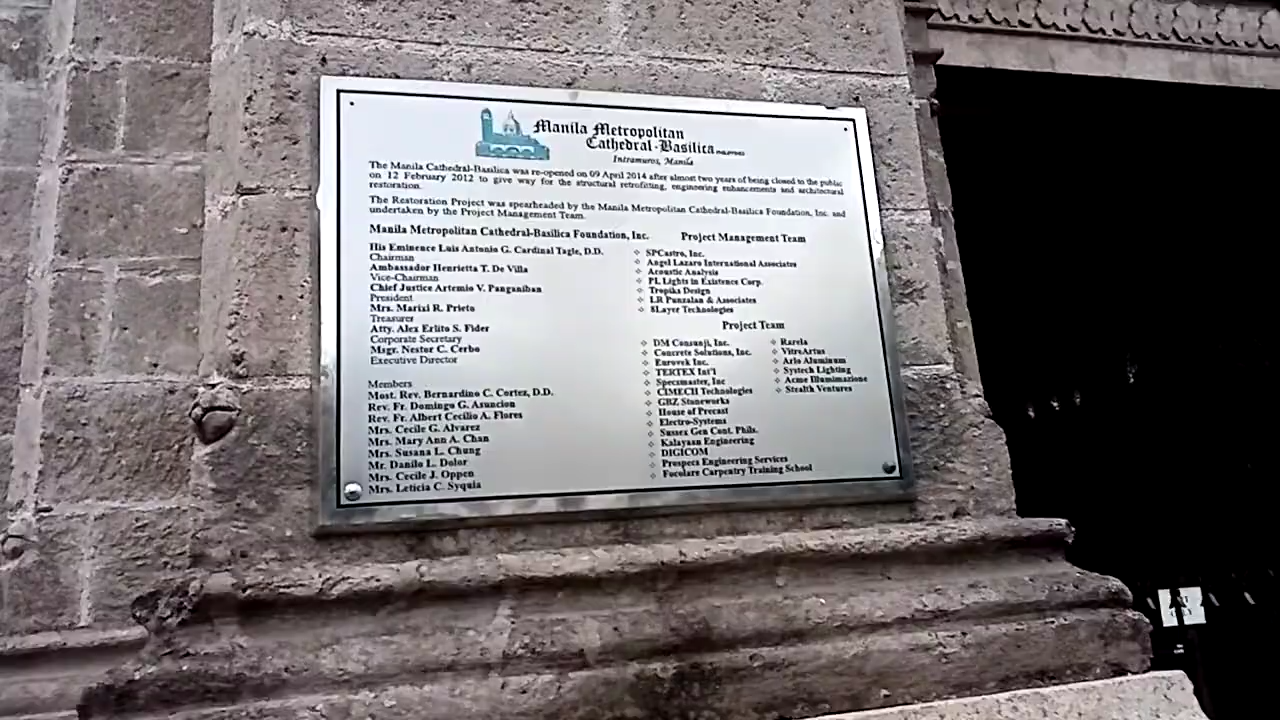 Manila Metropolitan
Cathedral-Basilica
Intramuros, Manila
The Manila Cathedral-Basilica was re-opened on 09 April 2014 after almost two years of being closed to the public
on 12 February 2012 to give way for the structural retrofitting, engineering enhancements and architectural
restoration.
The Restoration Project was spearheaded by the Manila Metropolitan Cathedral-Basilica Foundation, Inc. and
undertaken by the Project Management Team.
Manila Metropolitan Cathedral-Basilica Foundation, Inc.
His Eminence Luis Antonio G. Cardinal Tagle, D.D.
Chairman
Ambassador Henrietta T. De Villa
Vice-Chairman
Chief Justice Artemio V. Panganiban
President
Mrs. Marixi R. Prieto
Treasurer
Atty. Alex Erlito S. Fider
Corporate Secretary
Msgr. Nestor C. Cerbo
Executive Director
Members
Most. Rev. Bernardino C. Cortez, D.D.
Rev. Fr. Domingo G. Asuncion
Rev. Fr. Albert Cecilio A. Flores
Mrs. Cecile G. Alvarez
Mrs. Mary Ann A. Chan
Mrs. Susana L. Chung
Mr. Danilo L. Dolor
Mrs. Cecile J. Oppen
Mrs. Leticia C. Syquia
Project Management Team
SPCastro, Inc.
Angel Lazaro International Associates
Acoustic Analysis
PL Lights in Existence Corp.
Tropiks Design
LR Punzalan & Associates
8Layer Technologies
Project Team
DM Consunji, Inc.
Concrete Solutions, Inc.
Eurovek Inc.
TERTEX Int'l
Specsmaster, Inc
CIMECH Technologies
GBZ Stoneworks
House of Precast
Electro-Systems
Sussex Gen Cont. Phils.
Kalayaan Engineering
DIGICOM
Prospecs Engineering Services
Focolare Carpentry Training School
Rarela
VitreArtus
Arlo Aluminum
Systech Lighting
Acme Illumimazione
Stealth Ventures